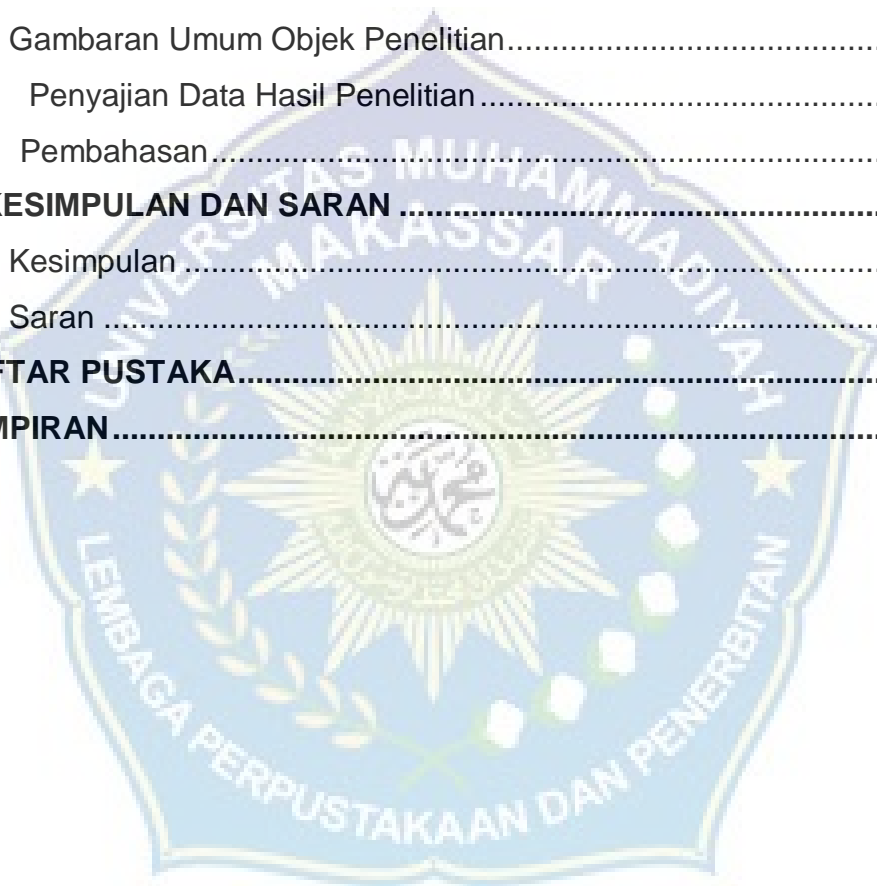 Gambaran Umum Objek Penelitian................................................
Penyajian Data Hasil Penelitian ..................................................
Pembahasan.................................................................................
KESIMPULAN DAN SARAN ......................................................
Kesimpulan ...................................................................................
Saran ............................................................................................
FTAR PUSTAKA.........................................................................
MPIRAN.......................................................................................
UNIVERSITAS MUHAMMADIYAH
MAKASSAR
محمد
LEMBAGA PERPUSTAKAAN DAN PENERBITAN